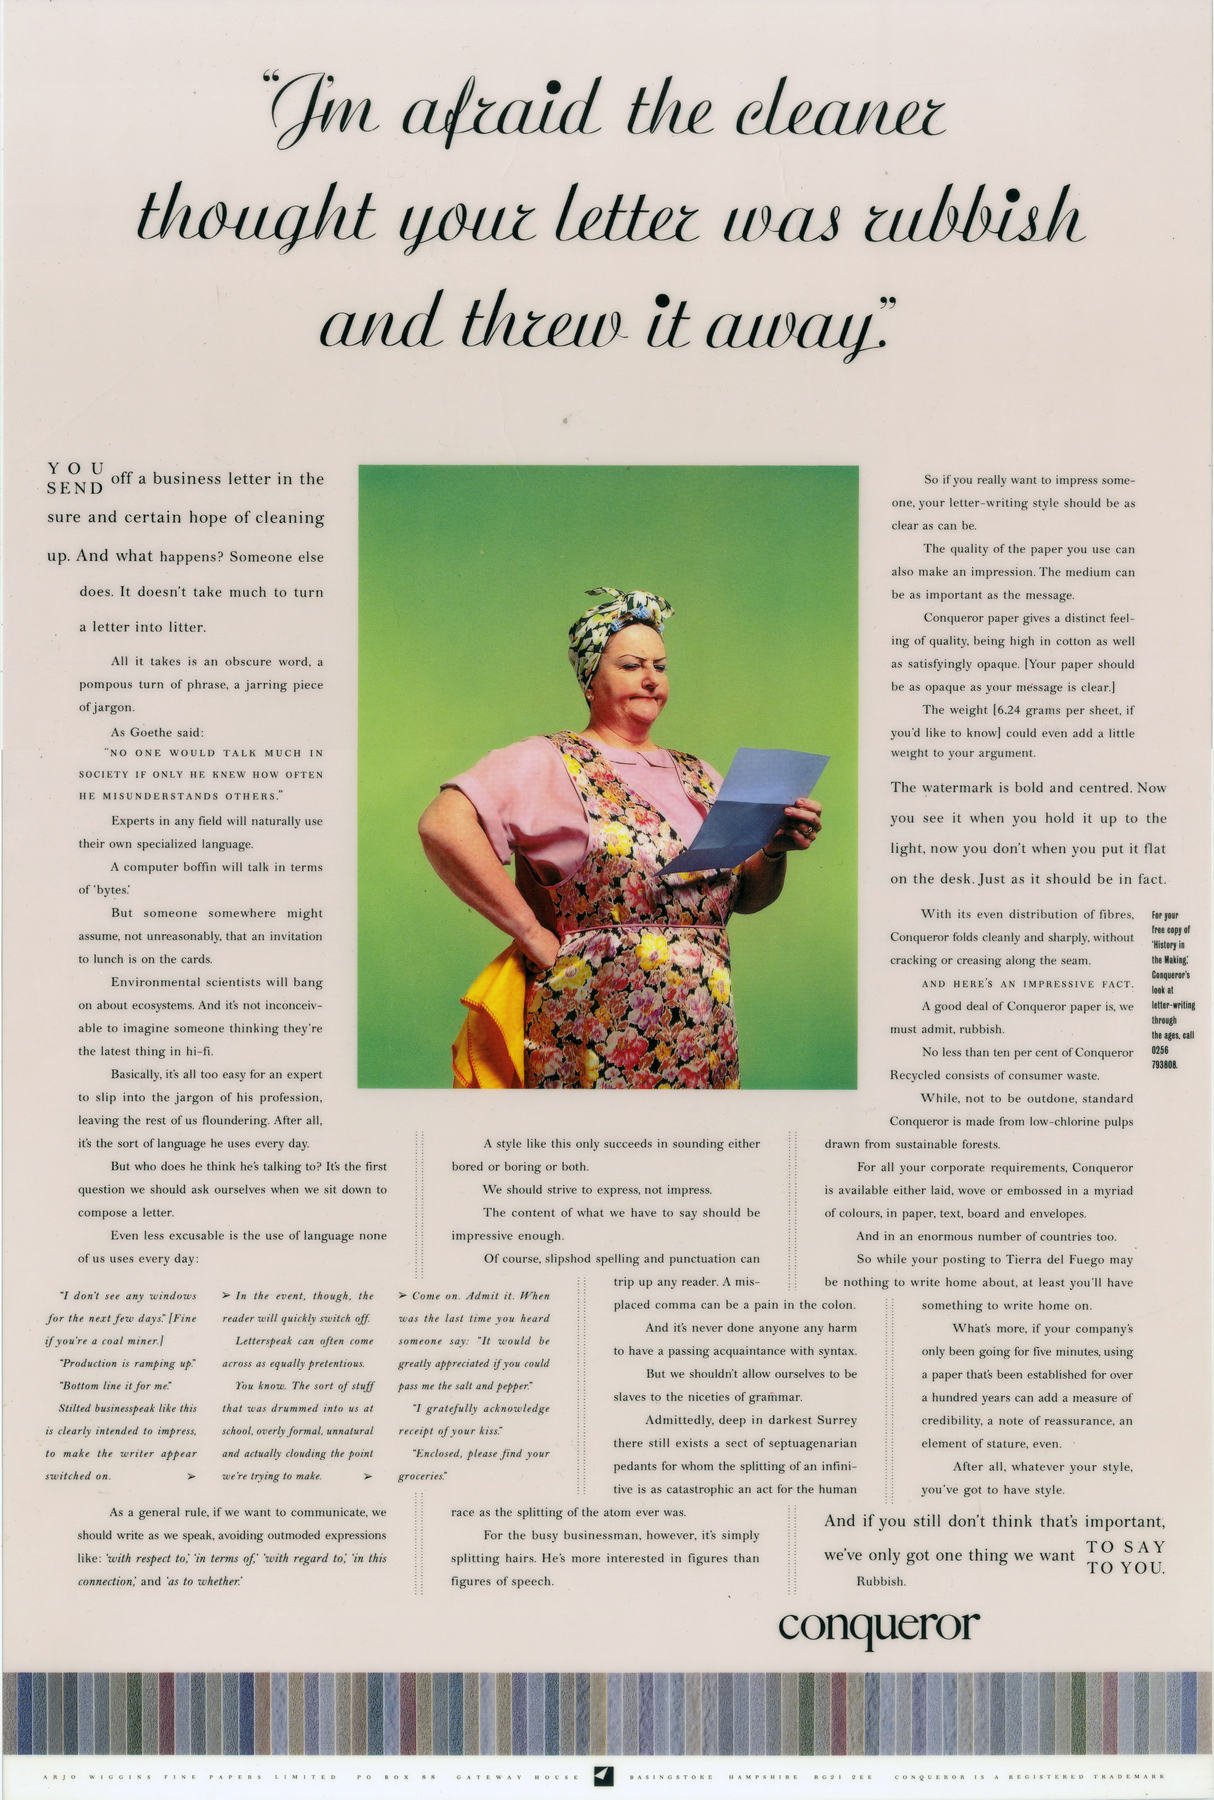 “I'm afraid the cleaner
thought your letter was rubbish
and threw it away.”
YOU
SEND off a business letter in the
sure and certain hope of cleaning
up. And what happens? Someone else
does. It doesn't take much to turn
a letter into litter.
All it takes is an obscure word, a
pompous turn of phrase, a jarring piece
of jargon.
As Goethe said:
“NO ONE WOULD TALK MUCH IN
SOCIETY IF ONLY HE KNEW HOW OFTEN
HE MISUNDERSTANDS OTHERS.”
Experts in any field will naturally use
their own specialized language.
A computer boffin will talk in terms
of ‘bytes.’
But someone somewhere might
assume, not unreasonably, that an invitation
to lunch is on the cards.
Environmental scientists will bang
on about ecosystems. And it's not inconceiv-
able to imagine someone thinking they're
the latest thing in hi-fi.
Basically, it's all too easy for an expert
to slip into the jargon of his profession,
leaving the rest of us floundering. After all,
it's the sort of language he uses every day.
But who does he think he's talking to? It's the first
question we should ask ourselves when we sit down to
compose a letter.
Even less excusable is the use of language none
of us uses every day:
“I don't see any windows
for the next few days.” [Fine
if you're a coal miner.]
“Production is ramping up.”
“Bottom line it for me.”
Stilted businesspeak like this
is clearly intended to impress,
to make the writer appear
switched on. ➢
➢ In the event, though, the
reader will quickly switch off.
Letterspeak can often come
across as equally pretentious.
You know. The sort of stuff
that was drummed into us at
school, overly formal, unnatural
and actually clouding the point
we're trying to make. ➢
➢ Come on. Admit it. When
was the last time you heard
someone say: “It would be
greatly appreciated if you could
pass me the salt and pepper.”
“I gratefully acknowledge
receipt of your kiss.”
“Enclosed, please find your
groceries.”
As a general rule, if we want to communicate, we
should write as we speak, avoiding outmoded expressions
like: ‘with respect to,’ ‘in terms of,’ ‘with regard to,’ ‘in this
connection,’ and ‘as to whether.’
A style like this only succeeds in sounding either
bored or boring or both.
We should strive to express, not impress.
The content of what we have to say should be
impressive enough.
Of course, slipshod spelling and punctuation can
trip up any reader. A mis-
placed comma can be a pain in the colon.
And it's never done anyone any harm
to have a passing acquaintance with syntax.
But we shouldn't allow ourselves to be
slaves to the niceties of grammar.
Admittedly, deep in darkest Surrey
there still exists a sect of septuagenarian
pedants for whom the splitting of an infini-
tive is as catastrophic an act for the human
race as the splitting of the atom ever was.
For the busy businessman, however, it's simply
splitting hairs. He's more interested in figures than
figures of speech.
So if you really want to impress some-
one, your letter-writing style should be as
clear as can be.
The quality of the paper you use can
also make an impression. The medium can
be as important as the message.
Conqueror paper gives a distinct feel-
ing of quality, being high in cotton as well
as satisfyingly opaque. [Your paper should
be as opaque as your message is clear.]
The weight [6.24 grams per sheet, if
you'd like to know] could even add a little
weight to your argument.
The watermark is bold and centred. Now
you see it when you hold it up to the
light, now you don't when you put it flat
on the desk. Just as it should be in fact.
With its even distribution of fibres,
Conqueror folds cleanly and sharply, without
cracking or creasing along the seam.
AND HERE'S AN IMPRESSIVE FACT.
A good deal of Conqueror paper is, we
must admit, rubbish.
No less than ten per cent of Conqueror
Recycled consists of consumer waste.
While, not to be outdone, standard
Conqueror is made from low-chlorine pulps
drawn from sustainable forests.
For all your corporate requirements, Conqueror
is available either laid, wove or embossed in a myriad
of colours, in paper, text, board and envelopes.
And in an enormous number of countries too.
So while your posting to Tierra del Fuego may
be nothing to write home about, at least you'll have
something to write home on.
What's more, if your company's
only been going for five minutes, using
a paper that's been established for over
a hundred years can add a measure of
credibility, a note of reassurance, an
element of stature, even.
After all, whatever your style,
you've got to have style.
And if you still don't think that's important,
we've only got one thing we want TO SAY
TO YOU.
Rubbish.
For your
free copy of
‘History in
the Making,’
Conqueror's
look at
letter-writing
through
the ages, call
0256
793808.
conqueror
ARJO WIGGINS FINE PAPERS LIMITED PO BOX 88 GATEWAY HOUSE BASINGSTOKE HAMPSHIRE RG21 2EE CONQUEROR IS A REGISTERED TRADEMARK